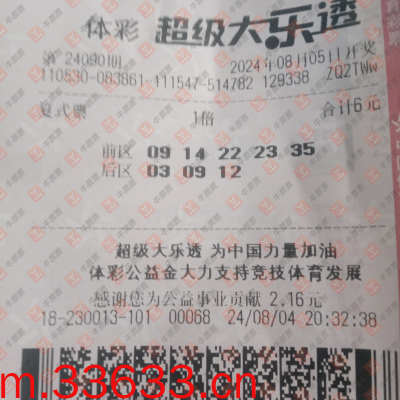 体彩 超级大乐透
第 24090期 2024年08月05日开奖
110530-083861-111547-514782 129338 ZQZTWw
复式票 1倍 合计6元
前区 09 14 22 23 35
后区 03 09 12
超级大乐透 为中国力量加油
体彩公益金大力支持竞技体育发展
感谢您为公益事业贡献 2.16元
18-230013-101 00068 24/08/04 20:32:38
m.33633.cn